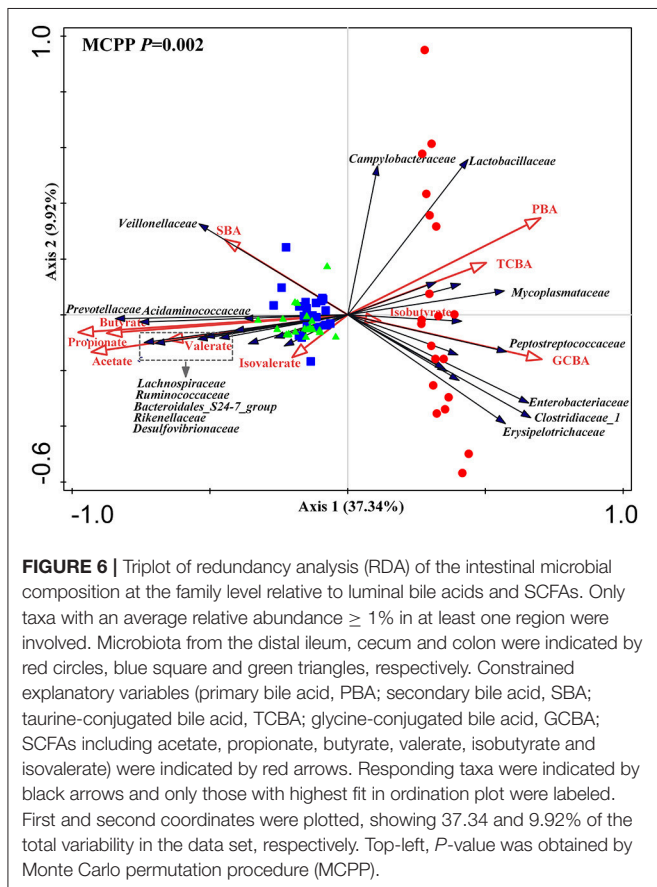 1.0
MCPP P=0.002
Campylobacteraceae
Lactobacillaceae
PBA
Veillonellaceae
SBA
TCBA
Axis 2 (9.92%)
Mycoplasmataceae
Prevotellaceae
Acidaminococcaceae
Isobutyrate
Butyrate
Propionate
Valerate
Peptostreptococcaceae
Acetate
Isovalerate
GCBA
Lachnospiraceae
Ruminococcaceae
Bacteroidales_S24-7_group
Rikenellaceae
Desulfovibrionaceae
Enterobacteriaceae
Clostridiaceae_1
Erysipelotrichaceae
-0.6
-1.0
Axis 1 (37.34%)
1.0
FIGURE 6 | Triplot of redundancy analysis (RDA) of the intestinal microbial
composition at the family level relative to luminal bile acids and SCFAs. Only
taxa with an average relative abundance ≥ 1% in at least one region were
involved. Microbiota from the distal ileum, cecum and colon were indicated by
red circles, blue square and green triangles, respectively. Constrained
explanatory variables (primary bile acid, PBA; secondary bile acid, SBA;
taurine-conjugated bile acid, TCBA; glycine-conjugated bile acid, GCBA;
SCFAs including acetate, propionate, butyrate, valerate, isobutyrate and
isovalerate) were indicated by red arrows. Responding taxa were indicated by
black arrows and only those with highest fit in ordination plot were labeled.
First and second coordinates were plotted, showing 37.34 and 9.92% of the
total variability in the data set, respectively. Top-left, P-value was obtained by
Monte Carlo permutation procedure (MCPP).